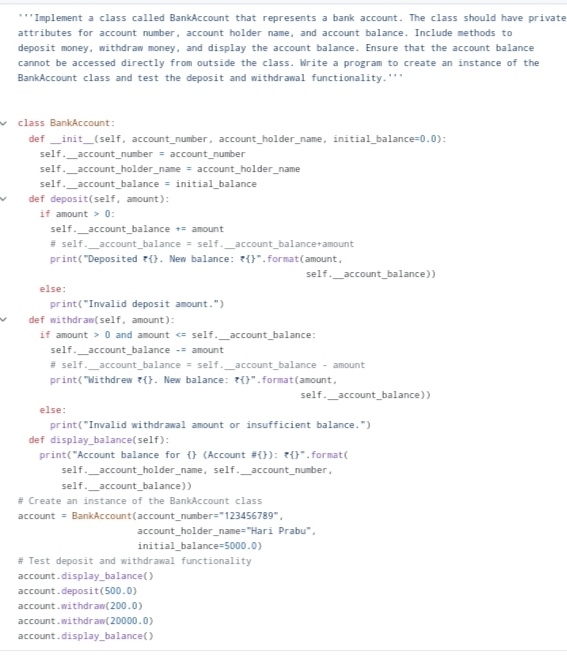 '''Implement a class called BankAccount that represents a bank account. The class should have private
attributes for account number, account holder name, and account balance. Include methods to
deposit money, withdraw money, and display the account balance. Ensure that the account balance
cannot be accessed directly from outside the class. Write a program to create an instance of the
BankAccount class and test the deposit and withdrawal functionality.'''
class BankAccount:
  def __init__(self, account_number, account_holder_name, initial_balance=0.0):
    self.__account_number = account_number
    self.__account_holder_name = account_holder_name
    self.__account_balance = initial_balance
  def deposit(self, amount):
    if amount > 0:
      self.__account_balance += amount
      # self.__account_balance = self.__account_balance+amount
      print("Deposited ₹{}. New balance: ₹{}".format(amount,
                                                     self.__account_balance))
    else:
      print("Invalid deposit amount.")
  def withdraw(self, amount):
    if amount > 0 and amount <= self.__account_balance:
      self.__account_balance -= amount
      # self.__account_balance = self.__account_balance - amount
      print("Withdrew ₹{}. New balance: ₹{}".format(amount,
                                                    self.__account_balance))
    else:
      print("Invalid withdrawal amount or insufficient balance.")
  def display_balance(self):
    print("Account balance for {} (Account #{}): ₹{}".format(
        self.__account_holder_name, self.__account_number,
        self.__account_balance))
# Create an instance of the BankAccount class
account = BankAccount(account_number="123456789",
                      account_holder_name="Hari Prabu",
                      initial_balance=5000.0)
# Test deposit and withdrawal functionality
account.display_balance()
account.deposit(500.0)
account.withdraw(200.0)
account.withdraw(20000.0)
account.display_balance()